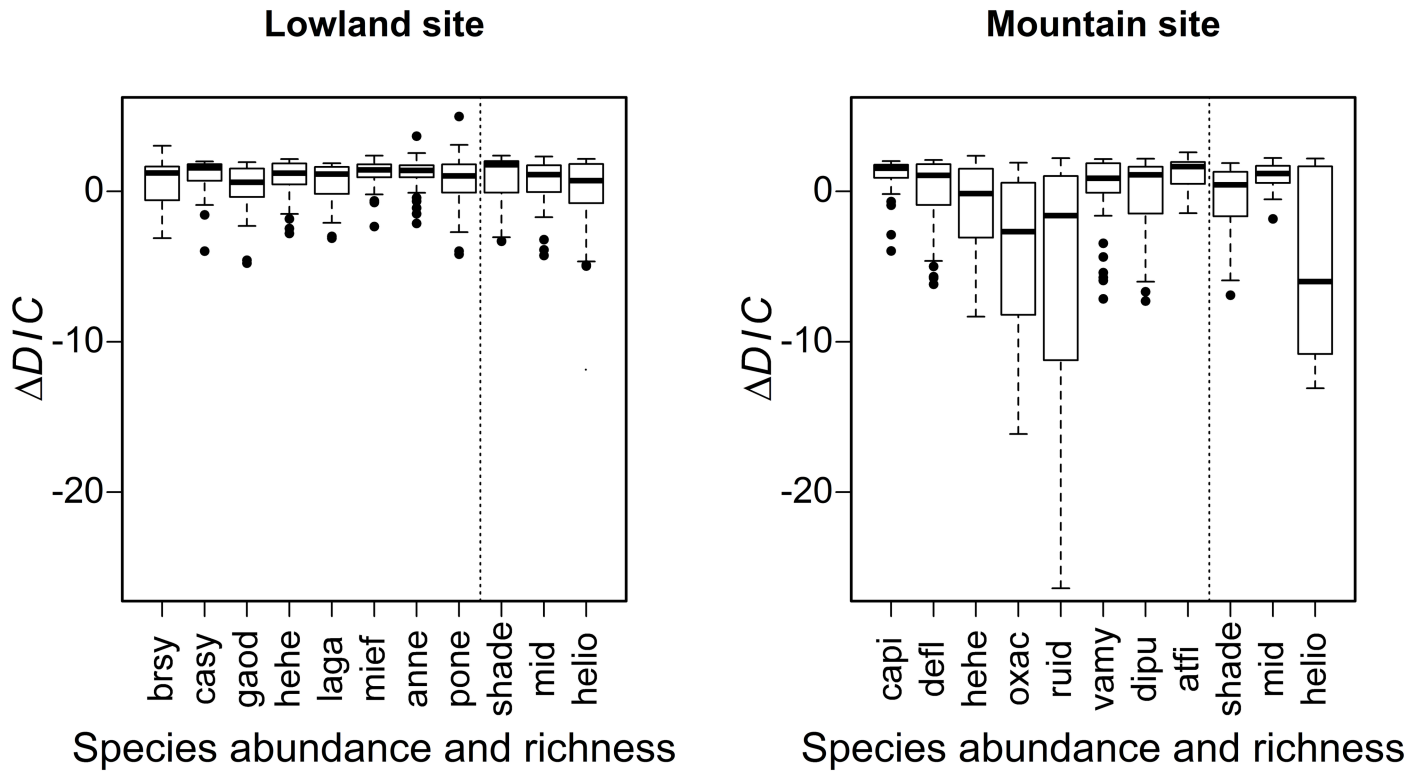 Lowland site
0
-10
-20
ΔDIC
brsy
casy
gaod
hehe
laga
mief
anne
pone
shade
mid
helio
Species abundance and richness
Mountain site
0
-10
-20
ΔDIC
capi
defl
hehe
oxac
ruid
vamy
dipu
atfi
shade
mid
helio
Species abundance and richness